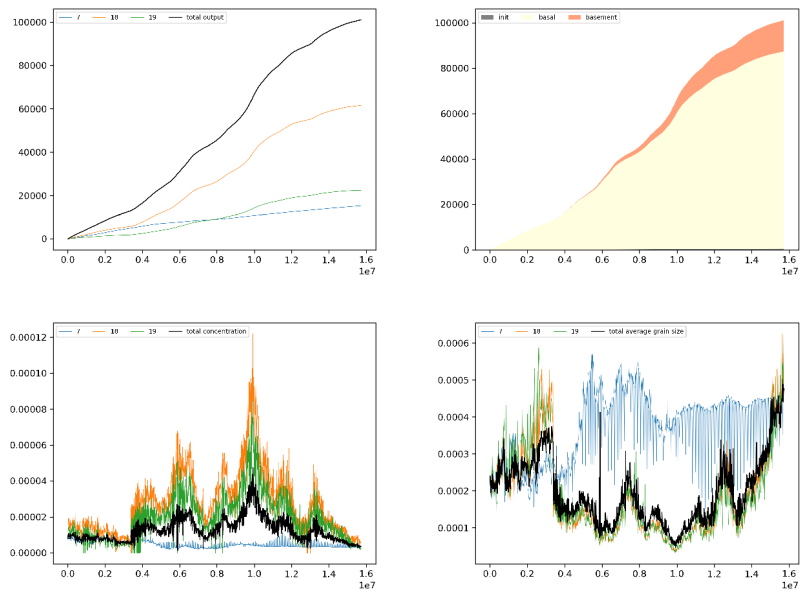 7 18 19 total output
100000
80000
60000
40000
20000
0
0.0 0.2 0.4 0.6 0.8 1.0 1.2 1.4 1.6
1e7
init basal basement
100000
80000
60000
40000
20000
0
0.0 0.2 0.4 0.6 0.8 1.0 1.2 1.4 1.6
1e7
7 18 19 total concentration
0.00012
0.00010
0.00008
0.00006
0.00004
0.00002
0.00000
0.0 0.2 0.4 0.6 0.8 1.0 1.2 1.4 1.6
1e7
7 18 19 total average grain size
0.0006
0.0005
0.0004
0.0003
0.0002
0.0001
0.0 0.2 0.4 0.6 0.8 1.0 1.2 1.4 1.6
1e7